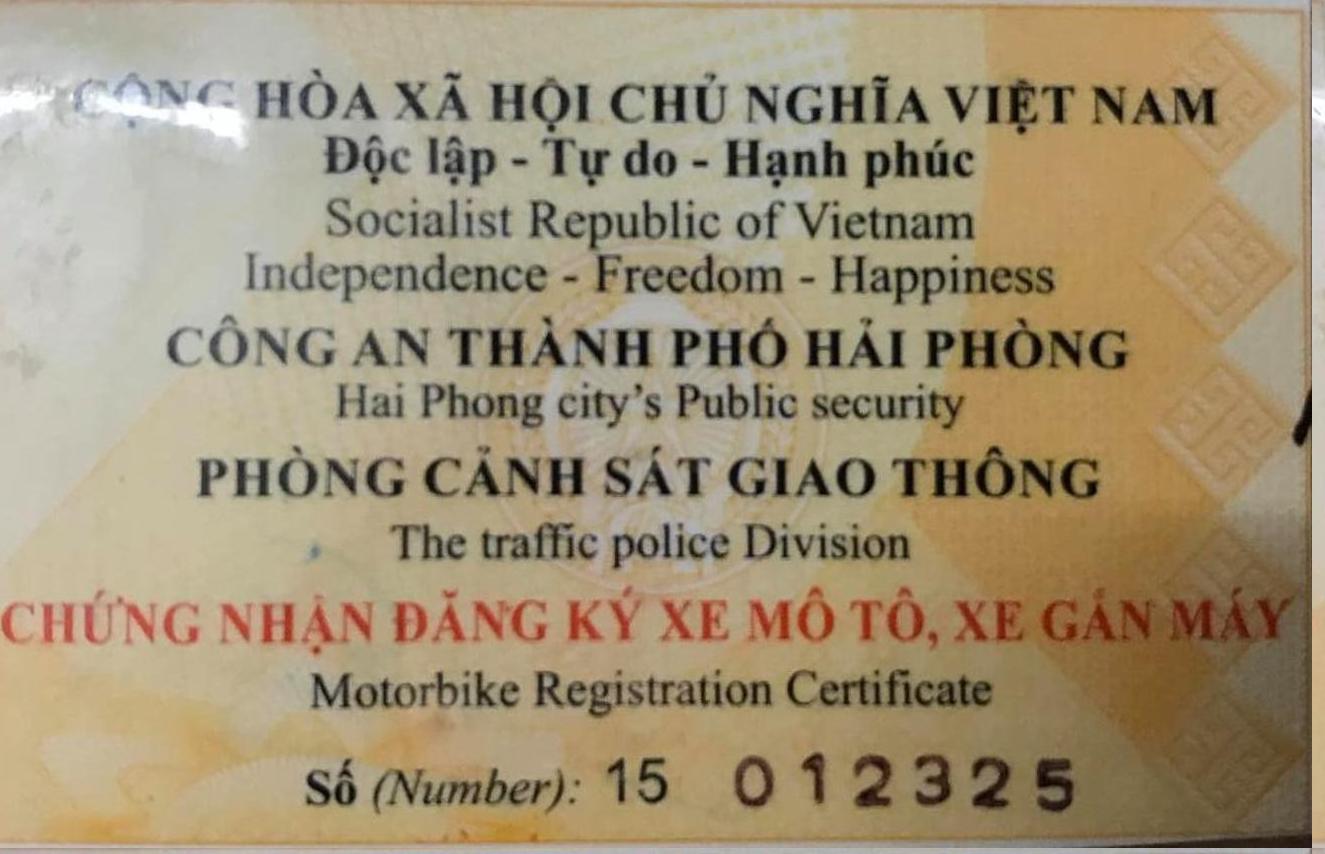 CỘNG HÒA XÃ HỘI CHỦ NGHĨA VIỆT NAM
Độc lập - Tự do - Hạnh phúc
Socialist Republic of Vietnam
Independence - Freedom - Happiness
CÔNG AN THÀNH PHỐ HẢI PHÒNG
Hai Phong city's Public security
PHÒNG CẢNH SÁT GIAO THÔNG
The traffic police Division
CHỨNG NHẬN ĐĂNG KÝ XE MÔ TÔ, XE GẮN MÁY
Motorbike Registration Certificate
Số (Number): 15 012325